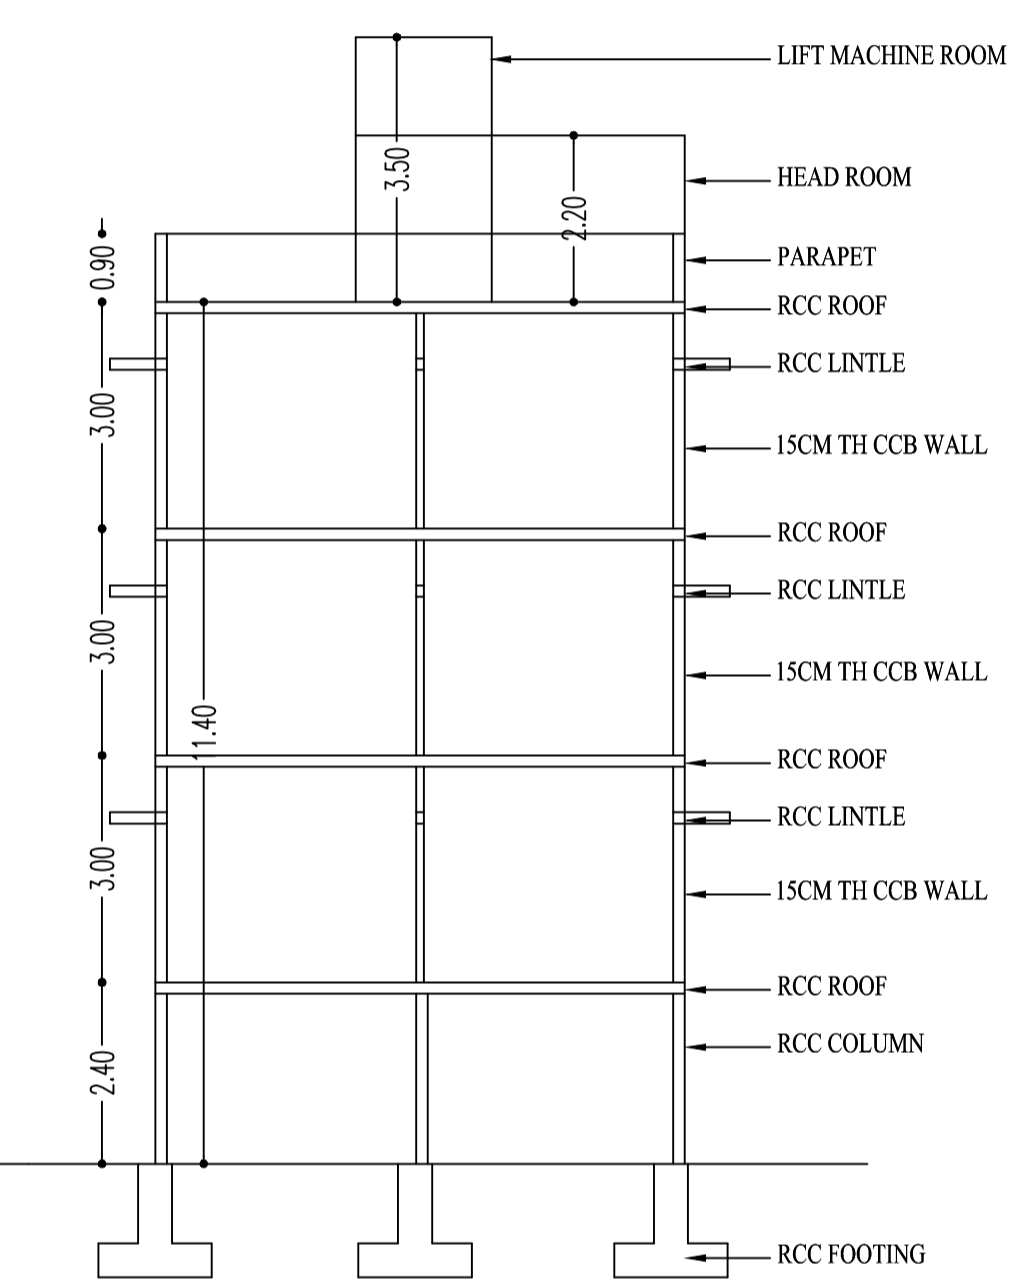 LIFT MACHINE ROOM
3.50
HEAD ROOM
2.20
0.90
PARAPET
RCC ROOF
RCC LINTLE
3.00
15CM TH CCB WALL
RCC ROOF
RCC LINTLE
3.00
15CM TH CCB WALL
11.40
RCC ROOF
RCC LINTLE
3.00
15CM TH CCB WALL
RCC ROOF
RCC COLUMN
2.40
RCC FOOTING